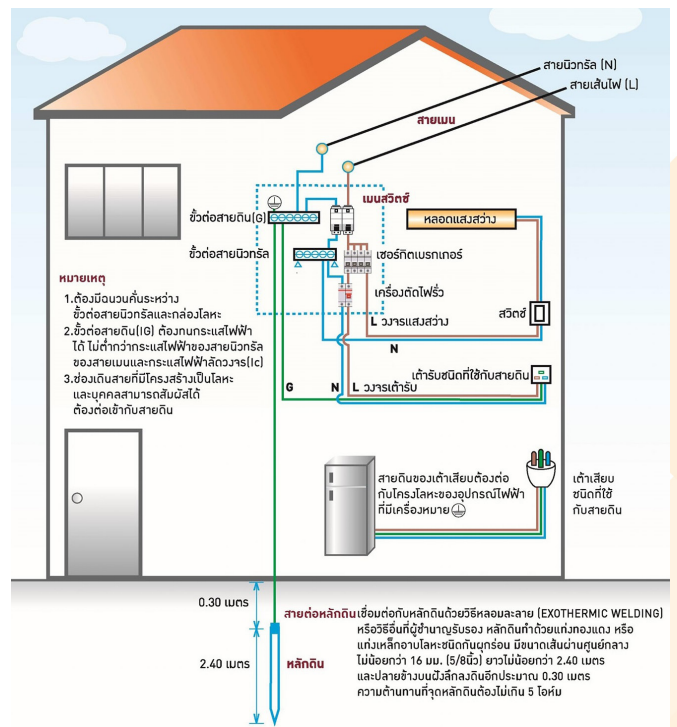 สายนิวทรัล (N)
สายเส้นไฟ (L)
สายเมน
เมนสวิตซ์
ขั้วต่อสายดิน(G)
หลอดแสงสว่าง
ขั้วต่อสายนิวทรัล
เซอร์กิตเบรกเกอร์
เครื่องตัดไฟรั่ว
สวิตซ์
L วงจรแสงสว่าง
N
หมายเหตุ
1.ต้องมีฉนวนคั่นระหว่าง
ขั้วต่อสายนิวทรัลและกล่องโลหะ
2.ขั้วต่อสายดิน(IG) ต้องทนกระแสไฟฟ้า
ได้ ไม่ต่ำกว่ากระแสไฟฟ้าของสายนิวทรัล
ของสายเมนและกระแสไฟฟ้าลัดวงจร(Ic)
3.ช่องเดินสายที่มีโครงสร้างเป็นโลหะ
และบุคคลสามารถสัมผัสได้
ต้องต่อเข้ากับสายดิน
เต้ารับชนิดที่ใช้กับสายดิน
G
N
L วงจรเต้ารับ
สายดินของเต้าเสียบต้องต่อ
กับโครงโลหะของอุปกรณ์ไฟฟ้า
ที่มีเครื่องหมาย
เต้าเสียบ
ชนิดที่ใช้
กับสายดิน
0.30 เมตร
2.40 เมตร
หลักดิน
สายต่อหลักดิน เชื่อมต่อกับหลักดินด้วยวิธีหลอมละลาย (EXOTHERMIC WELDING)
หรือวิธีอื่นที่ผู้ชำนาญรับรอง หลักดินทำด้วยแท่งทองแดง หรือ
แท่งเหล็กอาบโลหะชนิดกันผุกร่อน มีขนาดเส้นผ่านศูนย์กลาง
ไม่น้อยกว่า 16 มม. (5/8นิ้ว) ยาวไม่น้อยกว่า 2.40 เมตร
และปลายข้างบนฝังลึกลงดินอีกประมาณ 0.30 เมตร
ความต้านทานที่จุดหลักดินต้องไม่เกิน 5 โอห์ม